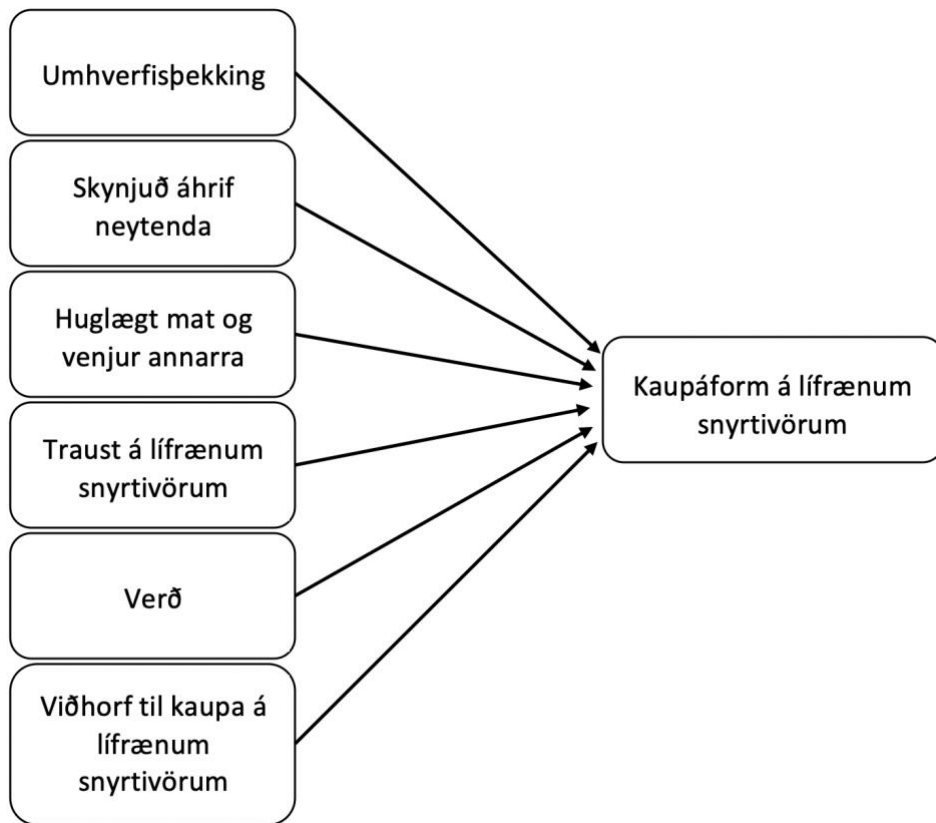 Umhverfisþekking
Skynjuð áhrif
neytenda
Huglægt mat og
venjur annarra
Traust á lífrænum
snyrtivörum
Verð
Viðhorf til kaupa á
lífrænum
snyrtivörum
Kaupáform á lífrænum
snyrtivörum